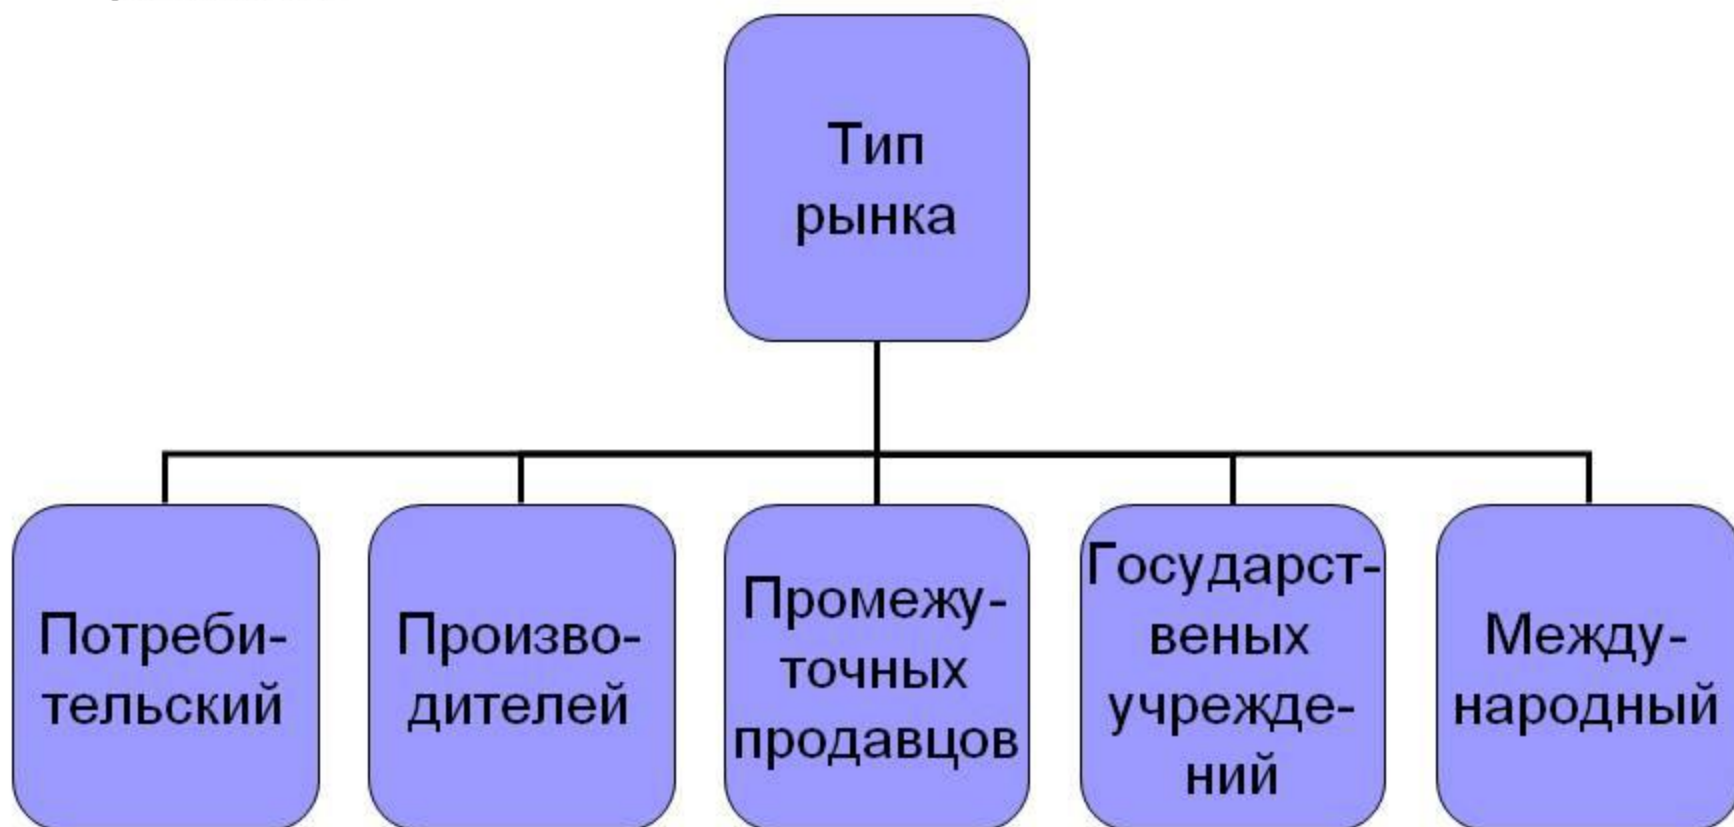 Тип
рынка
Потреби-
тельский
Произво-
дителей
Промежу-
точных
продавцов
Государст-
веных
учрежде-
ний
Между-
народный